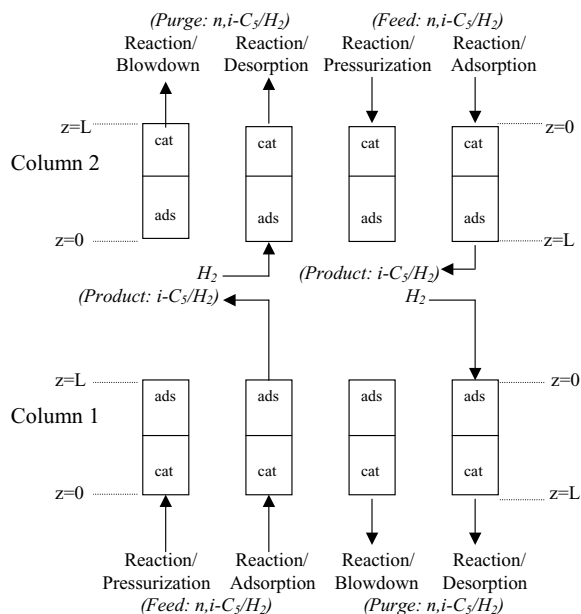 (Purge: n,i-C₅/H₂) (Feed: n,i-C₅/H₂)
Reaction/ Reaction/ Reaction/ Reaction/
Blowdown Desorption Pressurization Adsorption
z=L z=0
cat cat cat cat
Column 2
ads ads ads ads
z=0 z=L
H₂ (Product: i-C₅/H₂)
(Product: i-C₅/H₂) H₂
z=L z=0
ads ads ads ads
Column 1
cat cat cat cat
z=0 z=L
Reaction/ Reaction/ Reaction/ Reaction/
Pressurization Adsorption Blowdown Desorption
(Feed: n,i-C₅/H₂) (Purge: n,i-C₅/H₂)